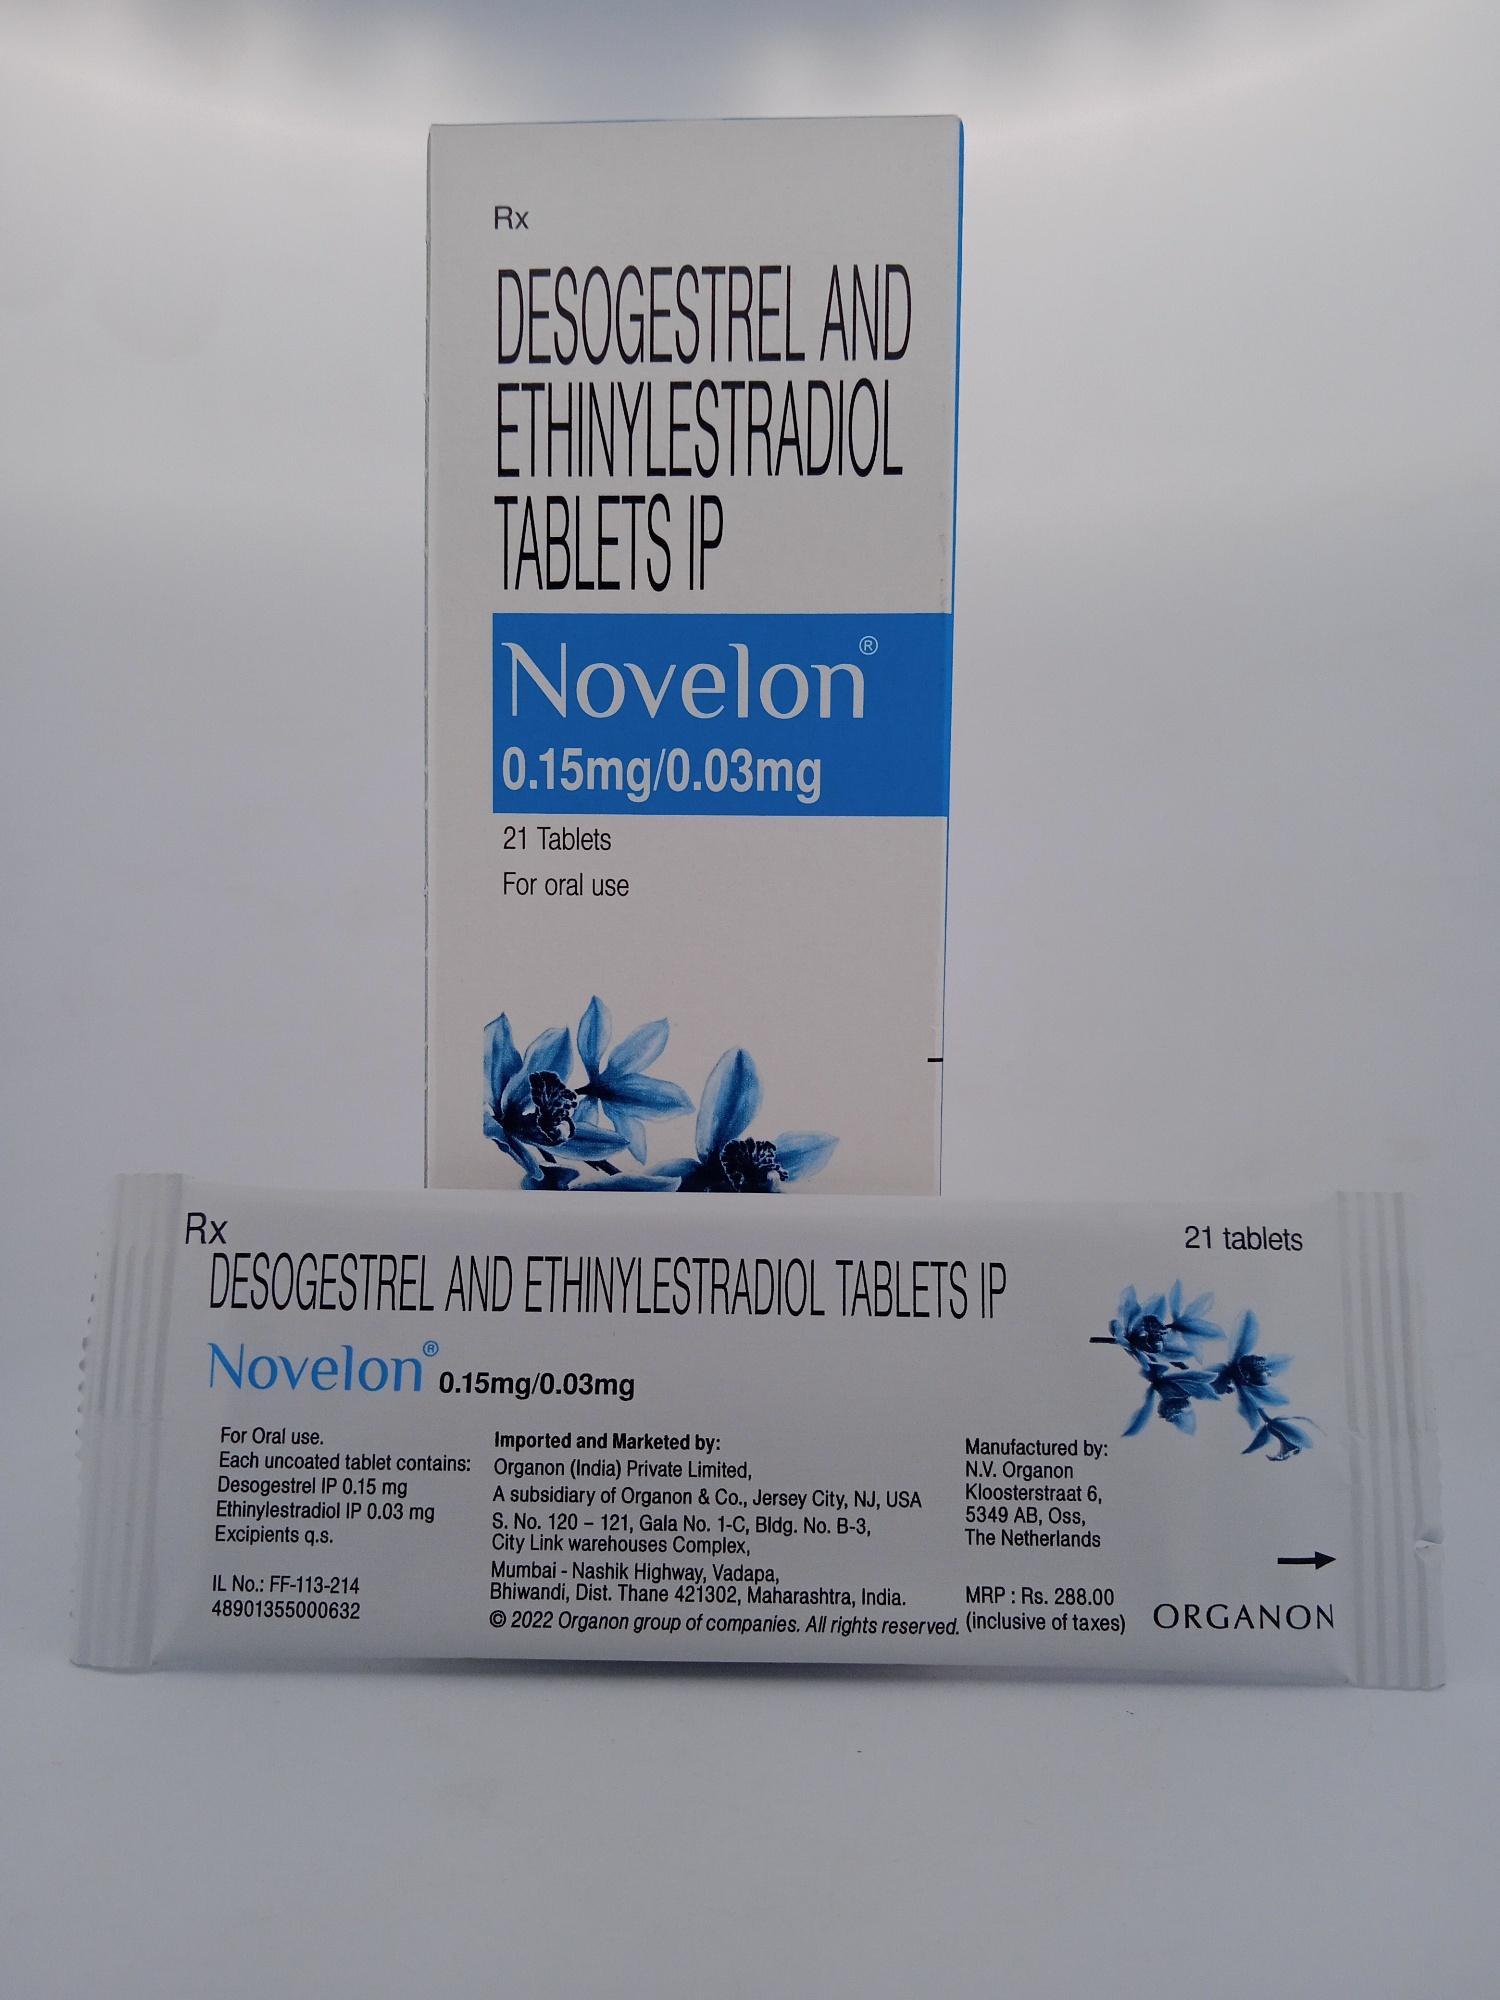 Rx
DESOGESTREL AND
ETHINYLESTRADIOL
TABLETS IP
Novelon®
0.15mg/0.03mg
21 Tablets
For oral use
Rx
21 tablets
DESOGESTREL AND ETHINYLESTRADIOL TABLETS IP
Novelon® 0.15mg/0.03mg
For Oral use.
Each uncoated tablet contains:
Desogestrel IP 0.15 mg
Ethinylestradiol IP 0.03 mg
Excipients q.s.
IL No.: FF-113-214
48901355000632
Imported and Marketed by:
Organon (India) Private Limited,
A subsidiary of Organon & Co., Jersey City, NJ, USA
S. No. 120 – 121, Gala No. 1-C, Bldg. No. B-3,
City Link warehouses Complex,
Mumbai - Nashik Highway, Vadapa,
Bhiwandi, Dist. Thane 421302, Maharashtra, India.
© 2022 Organon group of companies. All rights reserved.
Manufactured by:
N.V. Organon
Kloosterstraat 6,
5349 AB, Oss,
The Netherlands
MRP : Rs. 288.00
(inclusive of taxes)
ORGANON